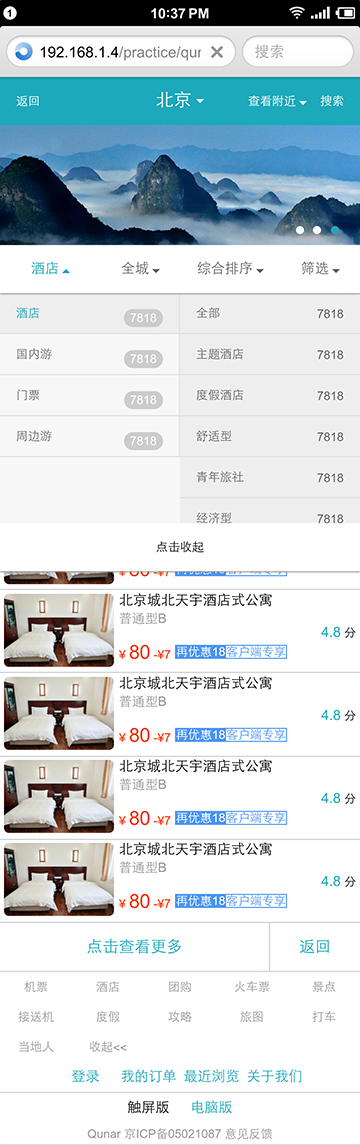 10:37 PM
192.168.1.4/practice/qur
搜索
返回 北京 查看附近 搜索
酒店 全城 综合排序 筛选
酒店 7818 全部 7818
国内游 7818 主题酒店 7818
门票 7818 度假酒店 7818
周边游 7818 舒适型 7818
青年旅社 7818
经济型 7818
点击收起
¥ 80 -¥7 再优惠18客户端专享
北京城北天宇酒店式公寓
普通型B
4.8 分
¥ 80 -¥7 再优惠18客户端专享
北京城北天宇酒店式公寓
普通型B
4.8 分
¥ 80 -¥7 再优惠18客户端专享
北京城北天宇酒店式公寓
普通型B
4.8 分
¥ 80 -¥7 再优惠18客户端专享
北京城北天宇酒店式公寓
普通型B
4.8 分
¥ 80 -¥7 再优惠18客户端专享
点击查看更多 返回
机票 酒店 团购 火车票 景点
接送机 度假 攻略 旅图 打车
当地人 收起<<
登录 我的订单 最近浏览 关于我们
触屏版 电脑版
Qunar 京ICP备05021087 意见反馈